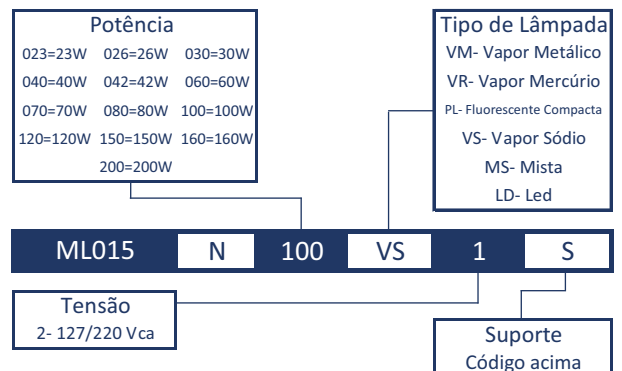 Potência
023=23W 026=26W 030=30W
040=40W 042=42W 060=60W
070=70W 080=80W 100=100W
120=120W 150=150W 160=160W
200=200W
Tipo de Lâmpada
VM- Vapor Metálico
VR- Vapor Mercúrio
PL- Fluorescente Compacta
VS- Vapor Sódio
MS- Mista
LD- Led
ML015 N 100 VS 1 S
Tensão
2- 127/220 Vca
Suporte
Código acima